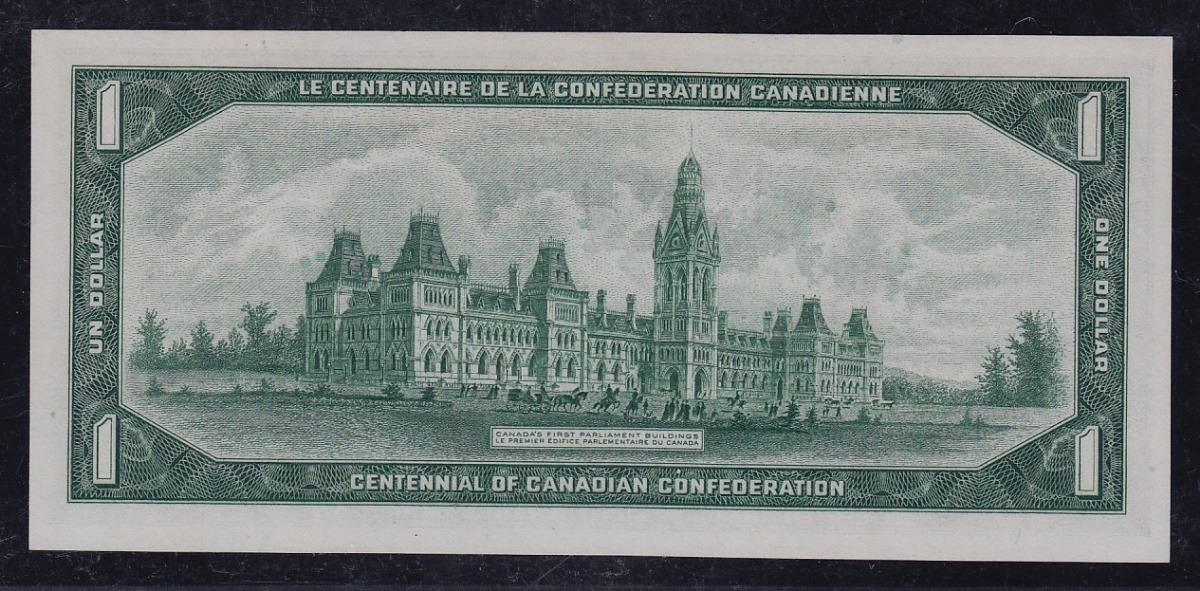 LE CENTENAIRE DE LA CONFEDERATION CANADIENNE
1
1
UN DOLLAR
ONE DOLLAR
CANADA'S FIRST PARLIAMENT BUILDINGS
LE PREMIER ÉDIFICE PARLEMENTAIRE DU CANADA
1
1
CENTENNIAL OF CANADIAN CONFEDERATION